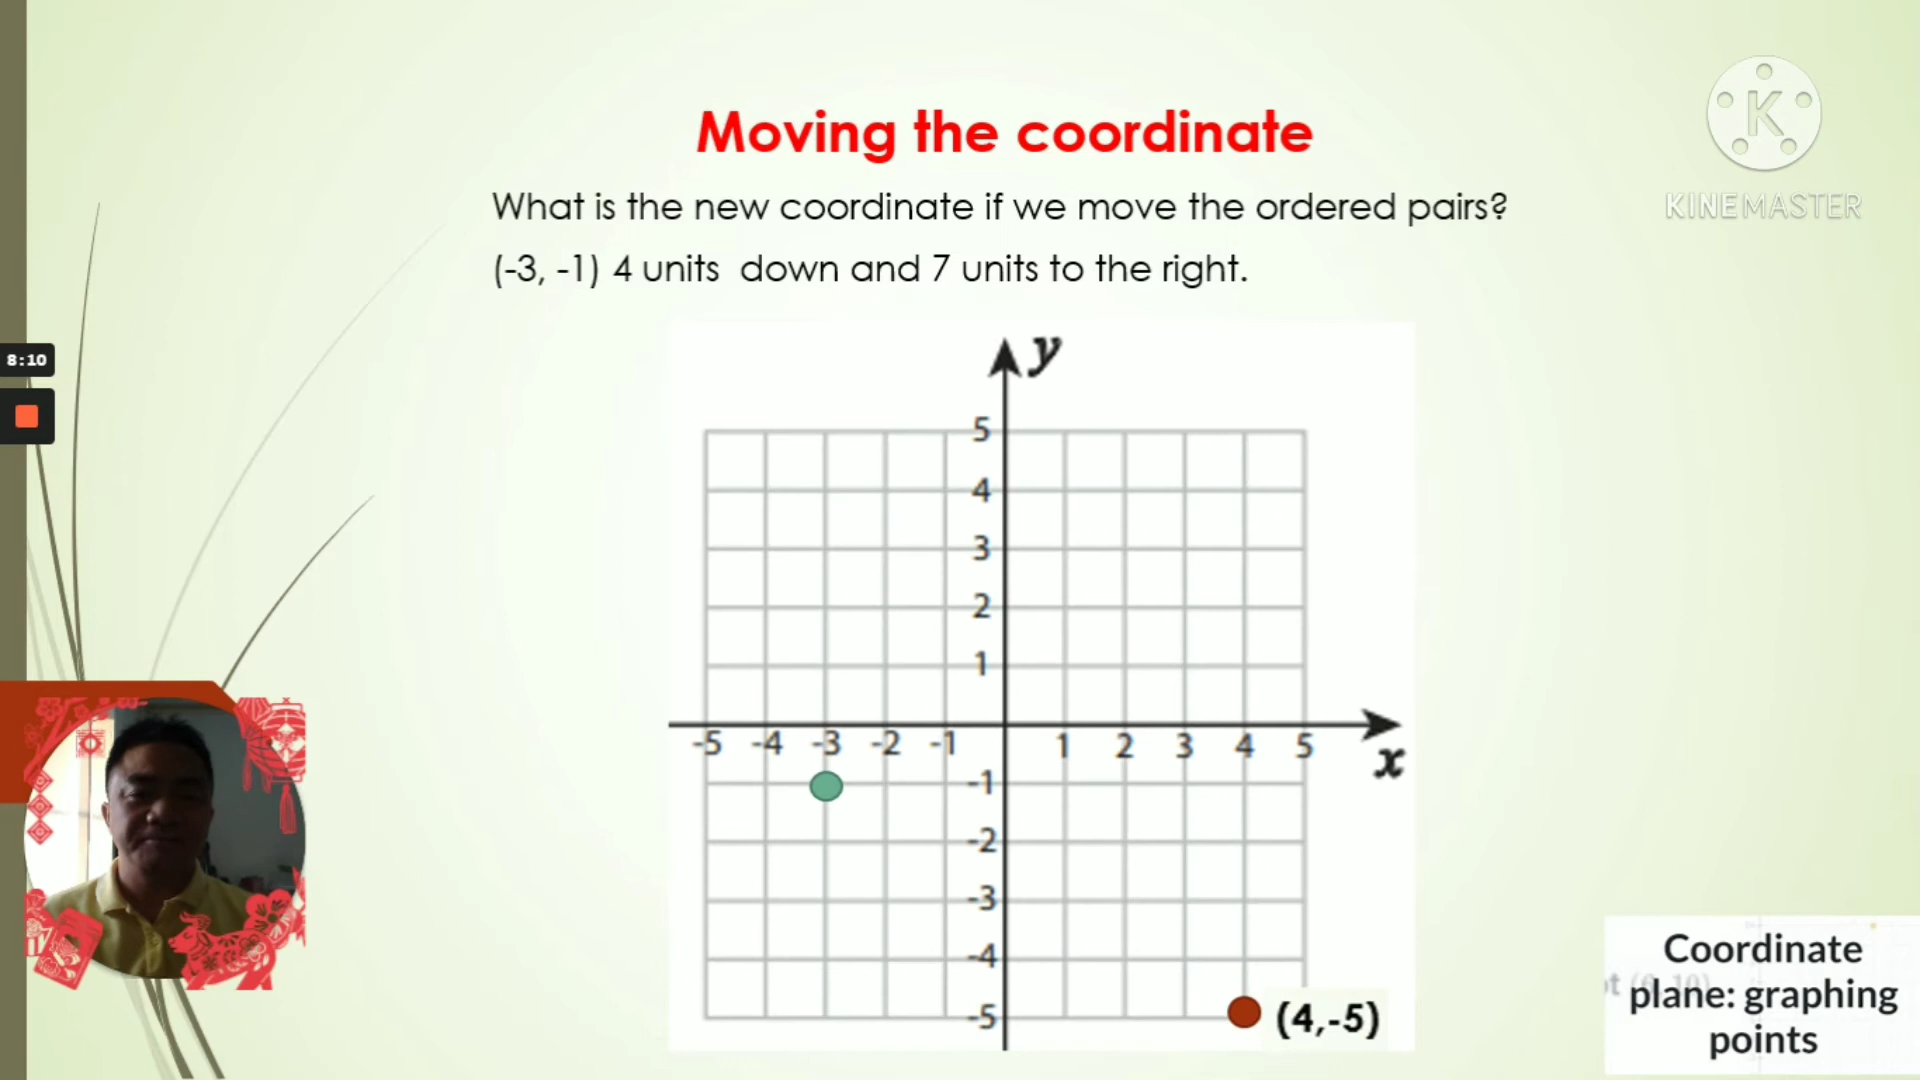 Moving the coordinate
KINEMASTER
What is the new coordinate if we move the ordered pairs?
(-3, -1) 4 units down and 7 units to the right.
8:10
y
5
4
3
2
1
-5 -4 -3 -2 -1 1 2 3 4 5
x
-1
-2
-3
-4
-5
(4,-5)
Coordinate
plane: graphing
points